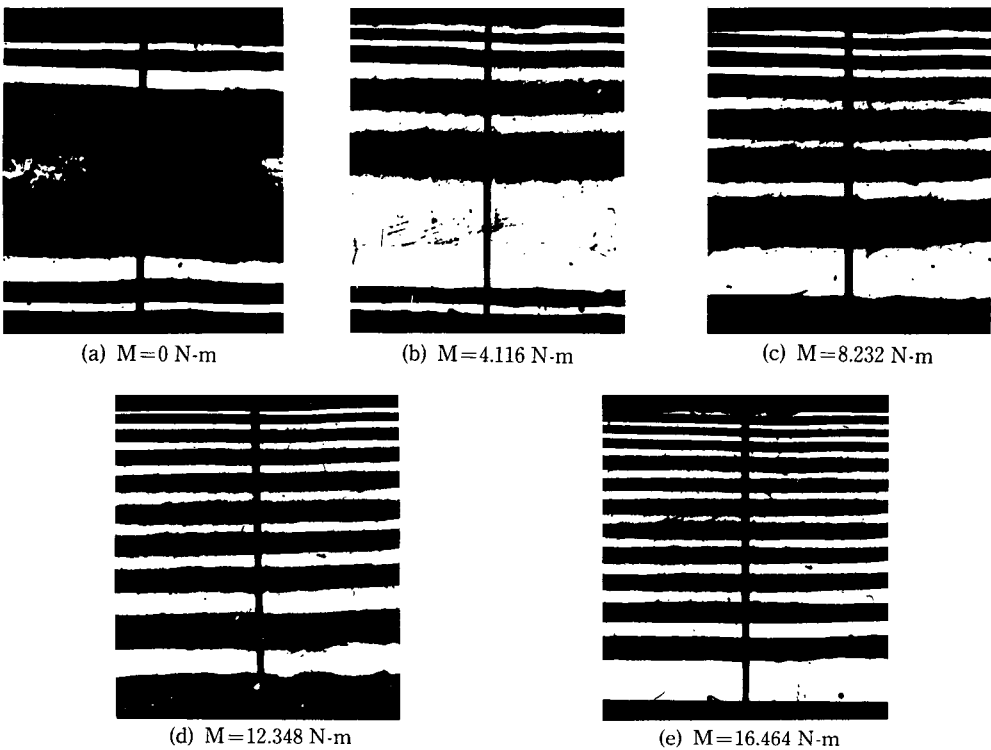 (a) M=0 N-m
(b) M=4.116 N-m
(c) M=8.232 N-m
(d) M=12.348 N-m
(e) M=16.464 N-m